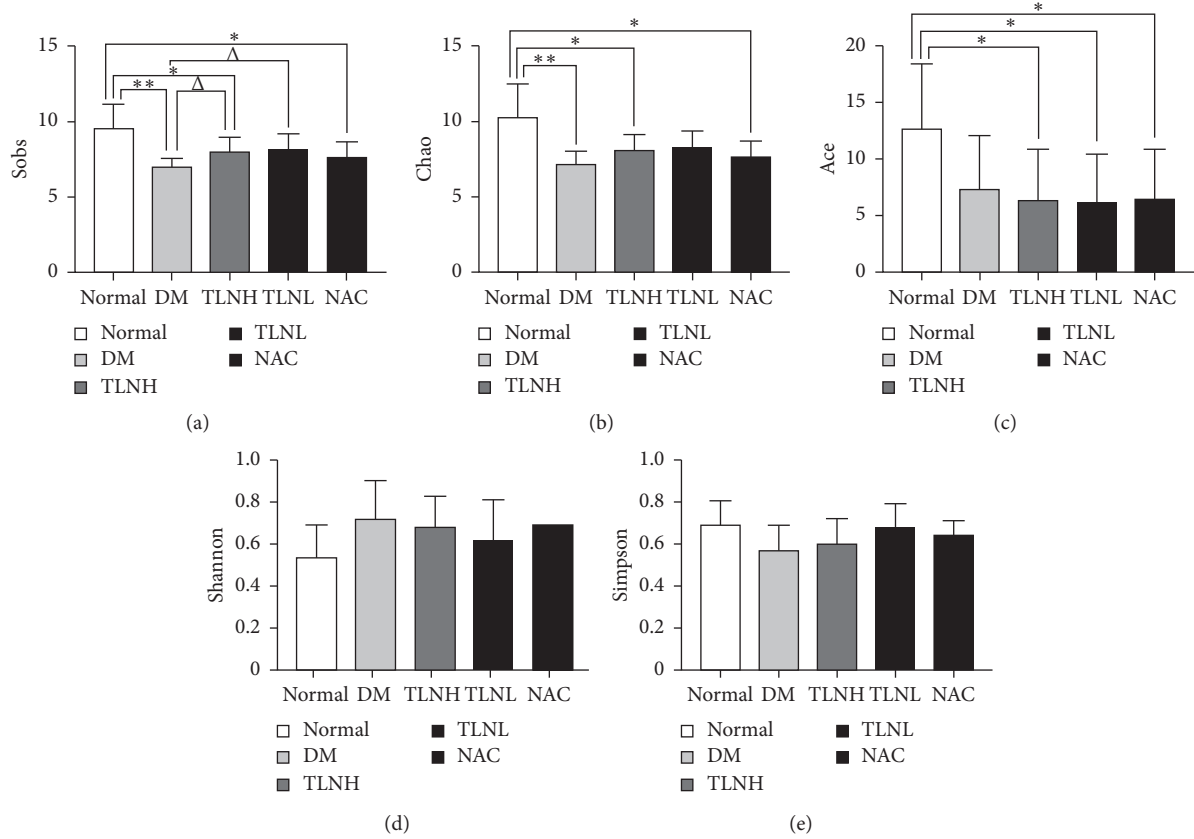 *
Δ
*
**
Δ
15
10
5
0
Sobs
Normal DM TLNH TLNL NAC
Normal TLNL
DM NAC
TLNH
(a)
*
*
**
15
10
5
0
Chao
Normal DM TLNH TLNL NAC
Normal TLNL
DM NAC
TLNH
(b)
*
*
*
20
15
10
5
0
Ace
Normal DM TLNH TLNL NAC
Normal TLNL
DM NAC
TLNH
(c)
1.0
0.8
0.6
0.4
0.2
0
Shannon
Normal DM TLNH TLNL NAC
Normal TLNL
DM NAC
TLNH
(d)
1.0
0.8
0.6
0.4
0.2
0
Simpson
Normal DM TLNH TLNL NAC
Normal TLNL
DM NAC
TLNH
(e)